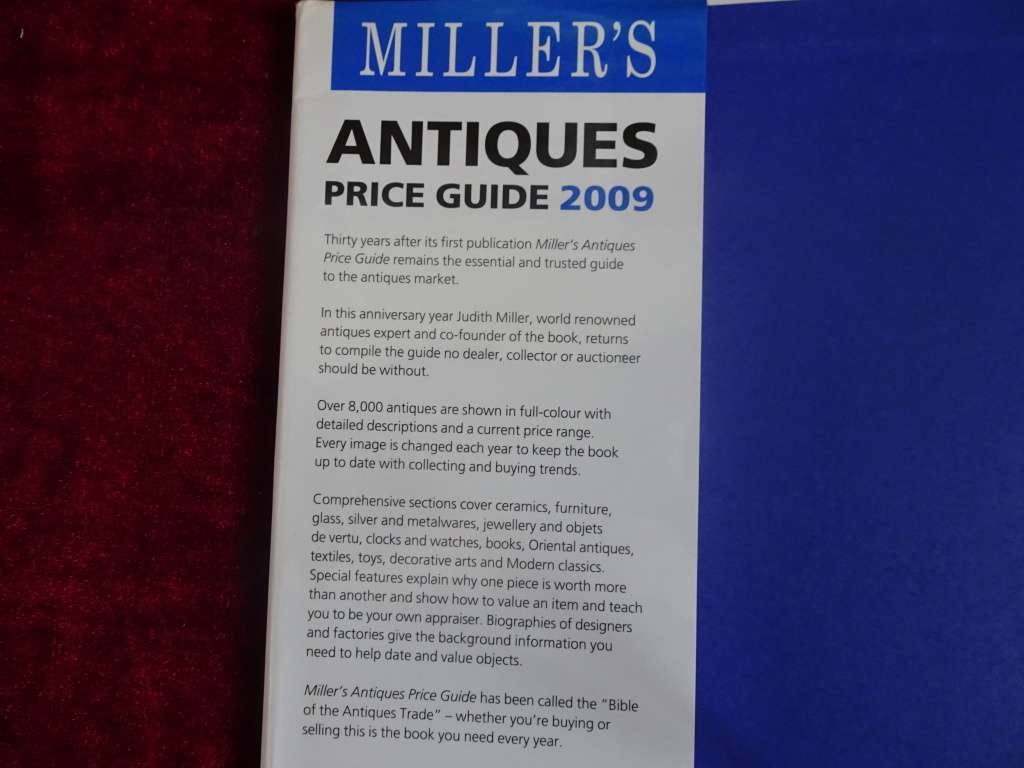 MILLER'S
ANTIQUES
PRICE GUIDE 2009
Thirty years after its first publication Miller's Antiques
Price Guide remains the essential and trusted guide
to the antiques market.
In this anniversary year Judith Miller, world renowned
antiques expert and co-founder of the book, returns
to compile the guide no dealer, collector or auctioneer
should be without.
Over 8,000 antiques are shown in full-colour with
detailed descriptions and a current price range.
Every image is changed each year to keep the book
up to date with collecting and buying trends.
Comprehensive sections cover ceramics, furniture,
glass, silver and metalwares, jewellery and objets
de vertu, clocks and watches, books, Oriental antiques,
textiles, toys, decorative arts and Modern classics.
Special features explain why one piece is worth more
than another and show how to value an item and teach
you to be your own appraiser. Biographies of designers
and factories give the background information you
need to help date and value objects.
Miller's Antiques Price Guide has been called the "Bible
of the Antiques Trade" – whether you're buying or
selling this is the book you need every year.